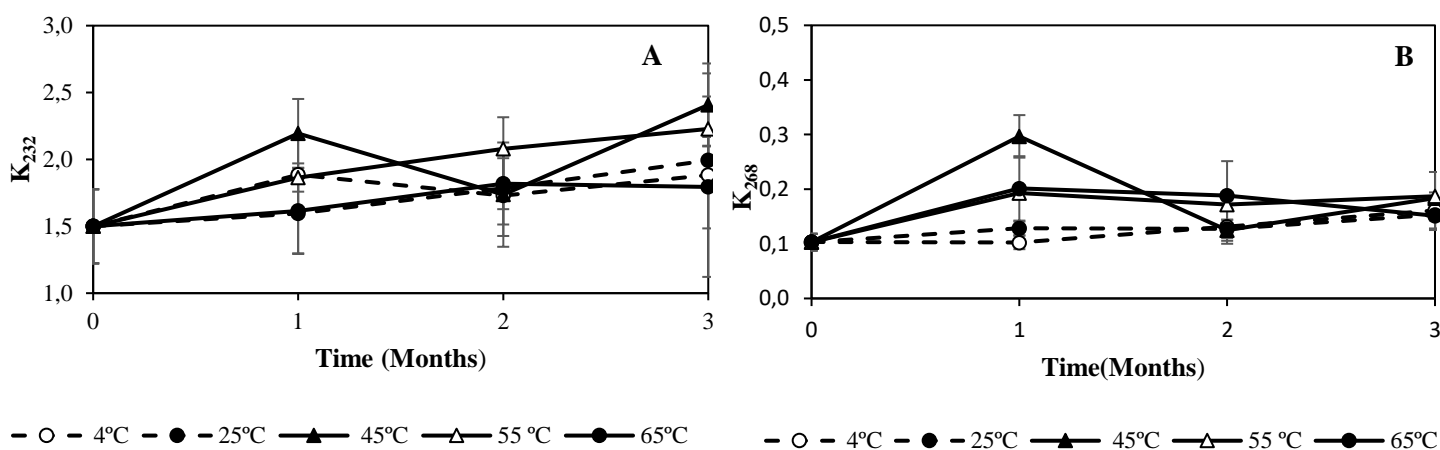 A
K232
3,0
2,5
2,0
1,5
1,0
0 1 2 3
Time (Months)
4ºC 25ºC 45ºC 55 ºC 65ºC
B
K268
0,5
0,4
0,3
0,2
0,1
0,0
0 1 2 3
Time(Months)
4ºC 25ºC 45ºC 55 ºC 65ºC